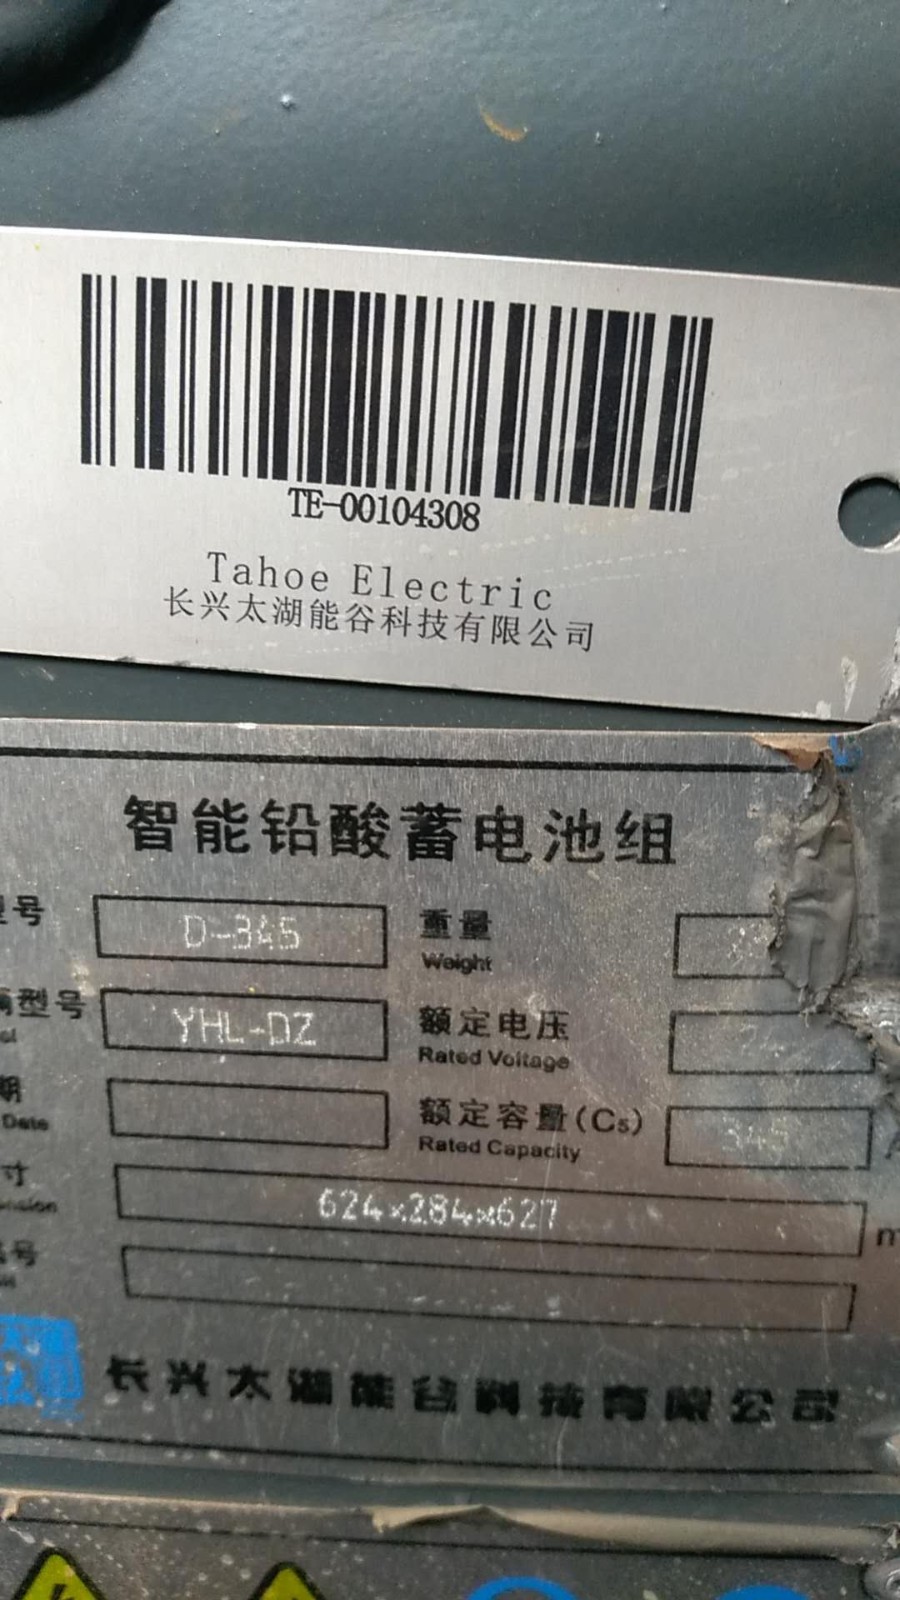 TE-00104308
Tahoe Electric
长兴太湖能谷科技有限公司
智能铅酸蓄电池组
型号 D-345 重量
Weight
型号 YHL-DZ 额定电压
Rated Voltage
期 额定容量(C₅) 345
Date Rated Capacity
寸 624×284×627
号
长兴太湖能谷科技有限公司